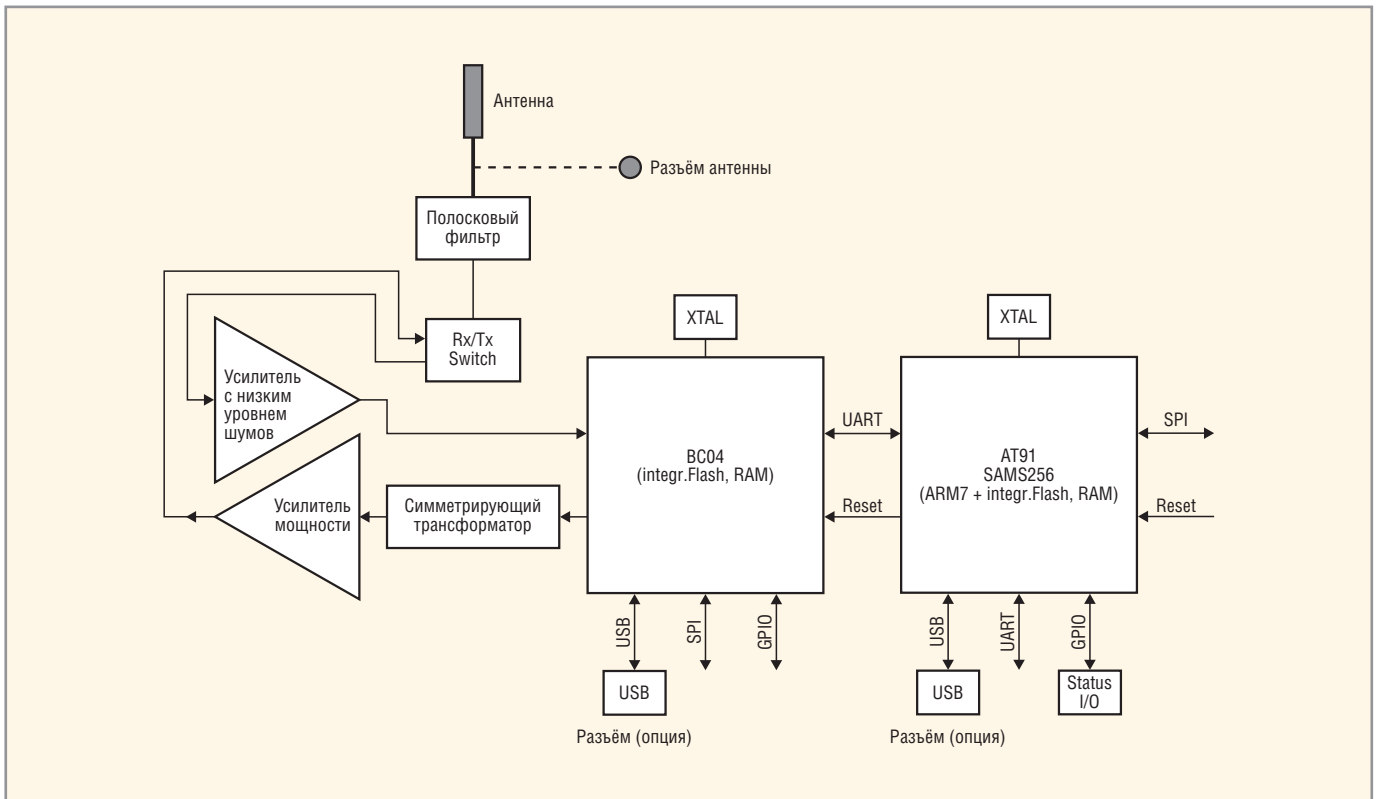 Антенна
Разъём антенны
Полосковый
фильтр
Rx/Tx
Switch
XTAL
XTAL
Усилитель
с низким
уровнем
шумов
UART
SPI
BC04
(integr.Flash, RAM)
AT91
SAMS256
(ARM7 + integr.Flash, RAM)
Усилитель
мощности
Симметрирующий
трансформатор
Reset
Reset
USB
SPI
GPIO
USB
UART
GPIO
USB
USB
Status
I/O
Разъём (опция)
Разъём (опция)